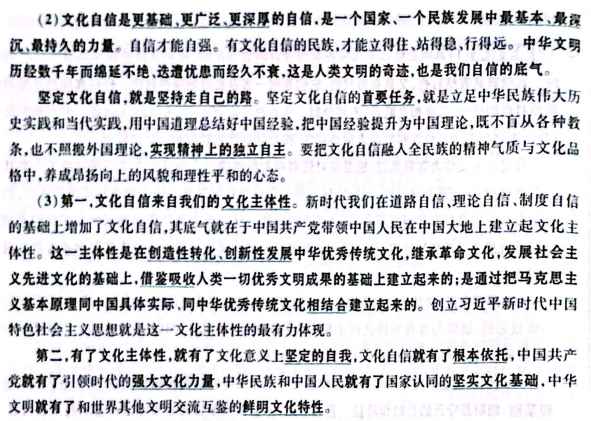 (2)文化自信是更基础、更广泛、更深厚的自信,是一个国家、一个民族发展中最基本、最深
沉、最持久的力量。自信才能自强。有文化自信的民族,才能立得住、站得稳、行得远。中华文明
历经数千年而绵延不绝、迭遭忧患而经久不衰,这是人类文明的奇迹,也是我们自信的底气。
坚定文化自信,就是坚持走自己的路。坚定文化自信的首要任务,就是立足中华民族伟大历
史实践和当代实践,用中国道理总结好中国经验,把中国经验提升为中国理论,既不盲从各种教
条,也不照搬外国理论,实现精神上的独立自主。要把文化自信融入全民族的精神气质与文化品
格中,养成昂扬向上的风貌和理性平和的心态。
(3)第一,文化自信来自我们的文化主体性。新时代我们在道路自信、理论自信、制度自信
的基础上增加了文化自信,其底气就在于中国共产党带领中国人民在中国大地上建立起文化主
体性。这一主体性是在创造性转化、创新性发展中华优秀传统文化,继承革命文化,发展社会主
义先进文化的基础上,借鉴吸收人类一切优秀文明成果的基础上建立起来的;是通过把马克思主
义基本原理同中国具体实际、同中华优秀传统文化相结合建立起来的。创立习近平新时代中国
特色社会主义思想就是这一文化主体性的最有力体现。
第二,有了文化主体性,就有了文化意义上坚定的自我,文化自信就有了根本依托,中国共产
党就有了引领时代的强大文化力量,中华民族和中国人民就有了国家认同的坚实文化基础,中华
文明就有了和世界其他文明交流互鉴的鲜明文化特性。